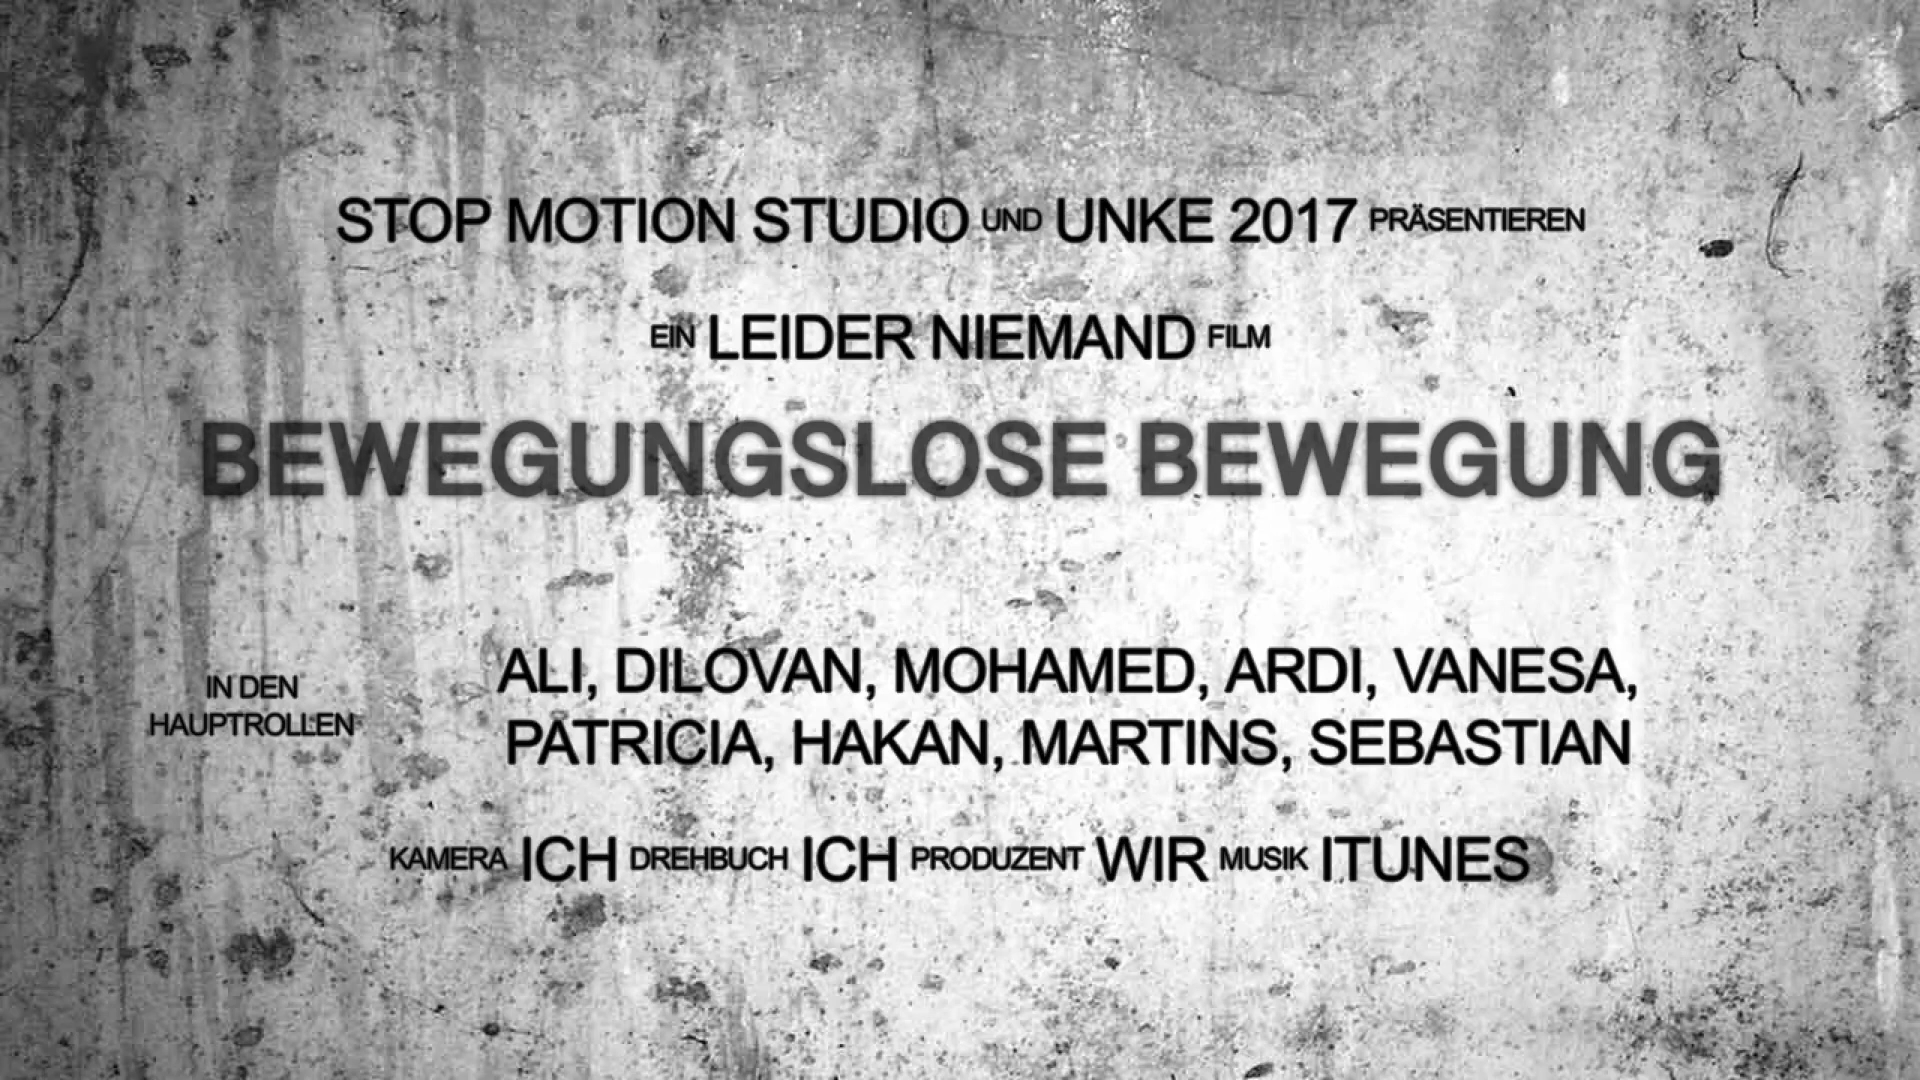 STOP MOTION STUDIO UND UNKE 2017 PRÄSENTIEREN
EIN LEIDER NIEMAND FILM
BEWEGUNGSLOSE BEWEGUNG
IN DEN
HAUPTROLLEN
ALI, DILOVAN, MOHAMED, ARDI, VANESA,
PATRICIA, HAKAN, MARTINS, SEBASTIAN
KAMERA ICH DREHBUCH ICH PRODUZENT WIR MUSIK ITUNES